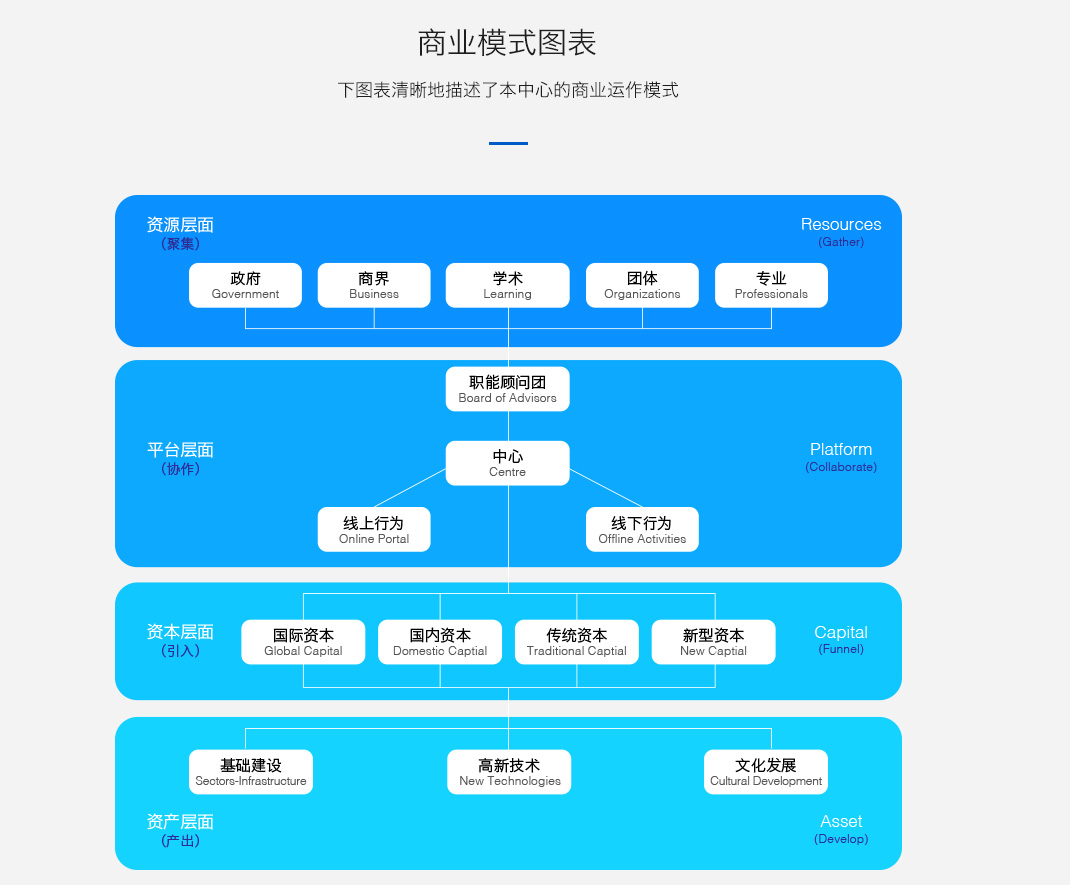 商业模式图表
下图表清晰地描述了本中心的商业运作模式
资源层面
（聚集）
Resources
(Gather)
政府
Government
商界
Business
学术
Learning
团体
Organizations
专业
Professionals
职能顾问团
Board of Advisors
平台层面
（协作）
中心
Centre
Platform
(Collaborate)
线上行为
Online Portal
线下行为
Offline Activities
资本层面
（引入）
国际资本
Global Capital
国内资本
Domestic Captial
传统资本
Traditional Captial
新型资本
New Captial
Capital
(Funnel)
基础建设
Sectors-Infrastructure
高新技术
New Technologies
文化发展
Cultural Development
资产层面
（产出）
Asset
(Develop)